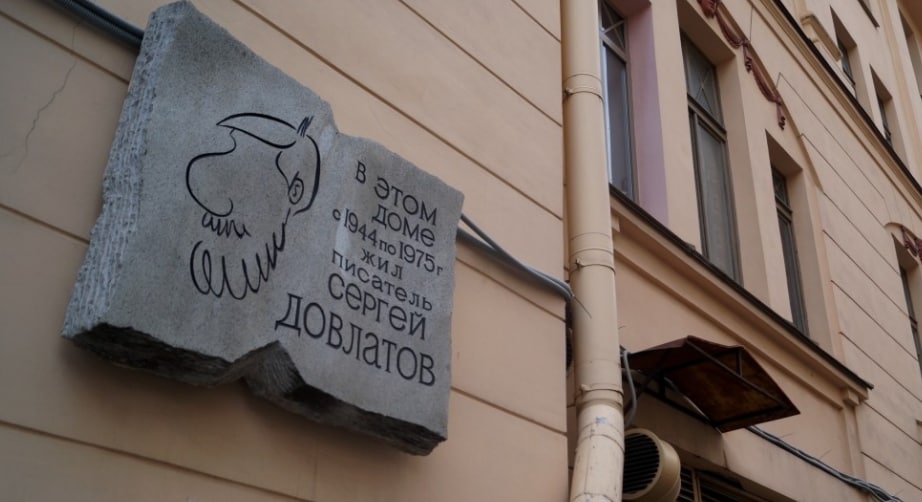 В ЭТОМ
ДОМЕ
с 1944 по 1975 г
ЖИЛ
писатель
СЕРГЕЙ
ДОВЛАТОВ